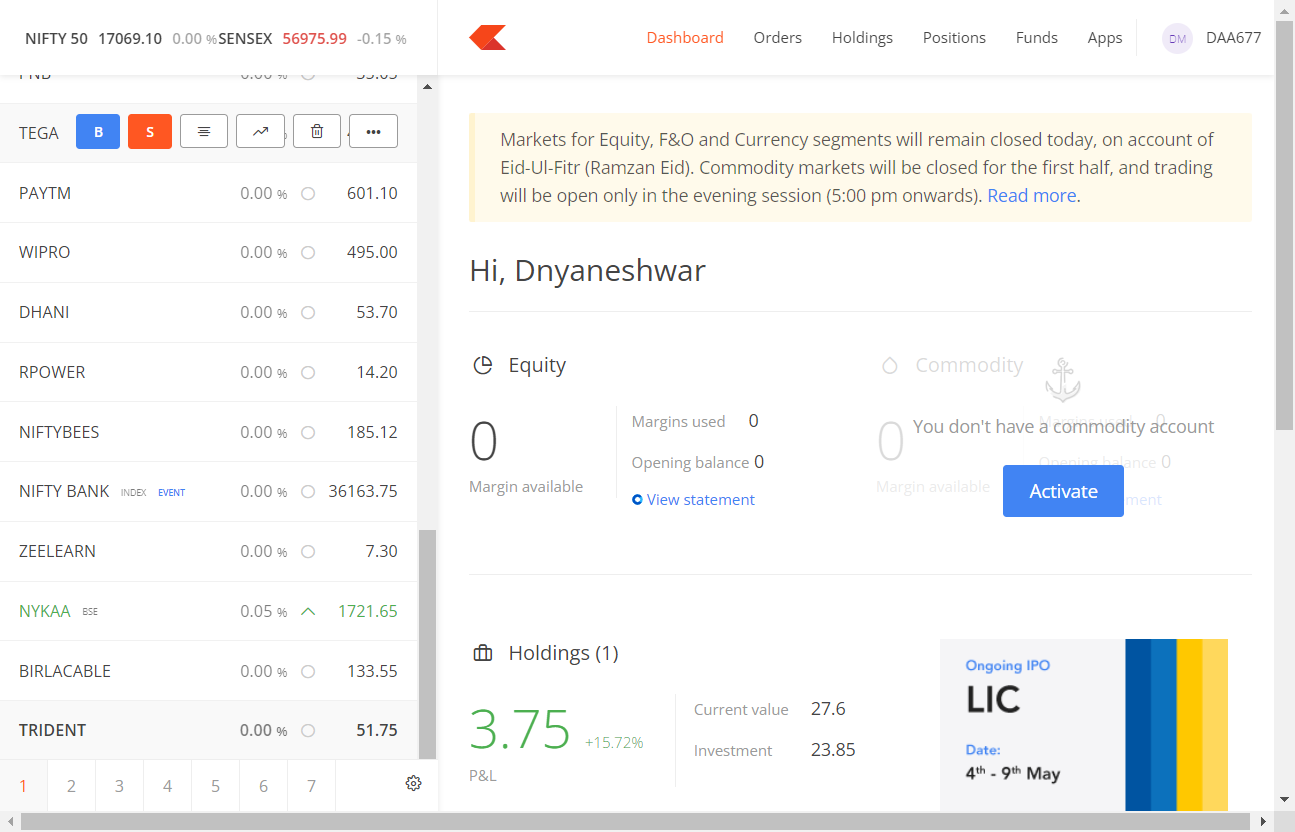 NIFTY 50 17069.10 0.00 % SENSEX 56975.99 -0.15 %
Dashboard Orders Holdings Positions Funds Apps DM DAA677
TEGA B S
PAYTM 0.00 % 601.10
WIPRO 0.00 % 495.00
DHANI 0.00 % 53.70
RPOWER 0.00 % 14.20
NIFTYBEES 0.00 % 185.12
NIFTY BANK INDEX EVENT 0.00 % 36163.75
ZEELEARN 0.00 % 7.30
NYKAA BSE 0.05 % 1721.65
BIRLACABLE 0.00 % 133.55
TRIDENT 0.00 % 51.75
1 2 3 4 5 6 7
Markets for Equity, F&O and Currency segments will remain closed today, on account of
Eid-Ul-Fitr (Ramzan Eid). Commodity markets will be closed for the first half, and trading
will be open only in the evening session (5:00 pm onwards). Read more.
Hi, Dnyaneshwar
Equity
0
Margin available
Margins used 0
Opening balance 0
View statement
Commodity
0
Margin available
Margins used 0
You don't have a commodity account
Opening balance 0
Activate
Holdings (1)
3.75 +15.72%
P&L
Current value 27.6
Investment 23.85
Ongoing IPO
LIC
Date:
4th - 9th May